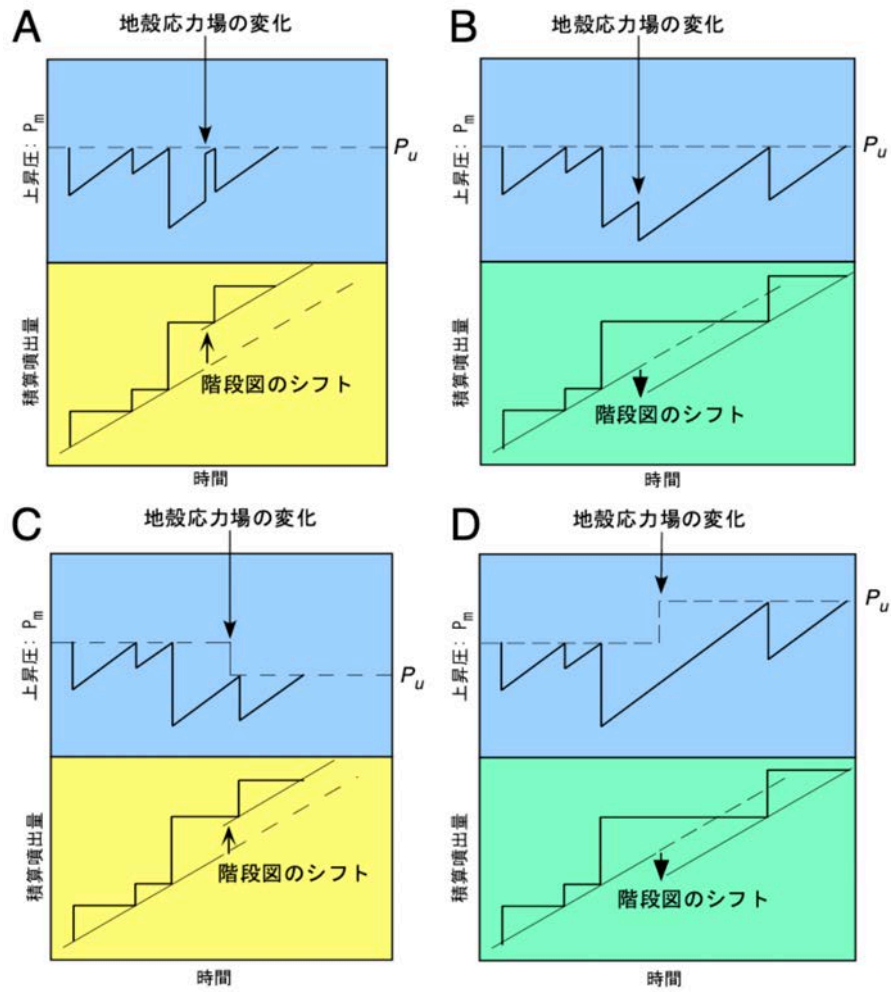 A
地殻応力場の変化
上昇圧：Pm
Pu
積算噴出量
階段図のシフト
時間
B
地殻応力場の変化
上昇圧：Pm
Pu
積算噴出量
階段図のシフト
時間
C
地殻応力場の変化
上昇圧：Pm
Pu
積算噴出量
階段図のシフト
時間
D
地殻応力場の変化
上昇圧：Pm
Pu
積算噴出量
階段図のシフト
時間